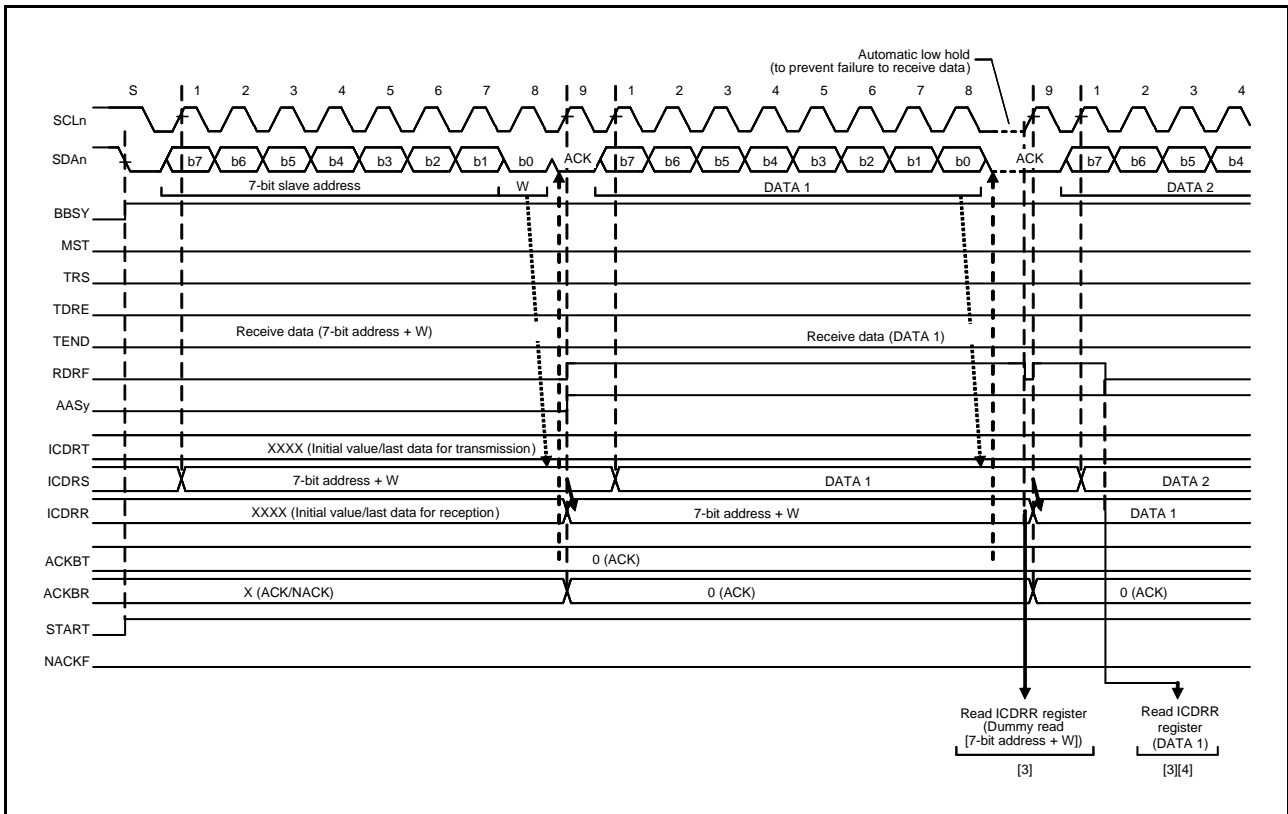 Automatic low hold
(to prevent failure to receive data)
S 1 2 3 4 5 6 7 8 9 1 2 3 4 5 6 7 8 9 1 2 3 4
SCLn
SDAn b7 b6 b5 b4 b3 b2 b1 b0 ACK b7 b6 b5 b4 b3 b2 b1 b0 ACK b7 b6 b5 b4
7-bit slave address W DATA 1 DATA 2
BBSY
MST
TRS
TDRE
Receive data (7-bit address + W) Receive data (DATA 1)
TEND
RDRF
AASy
ICDRT XXXX (Initial value/last data for transmission)
ICDRS 7-bit address + W DATA 1 DATA 2
ICDRR XXXX (Initial value/last data for reception) 7-bit address + W DATA 1
ACKBT 0 (ACK)
ACKBR X (ACK/NACK) 0 (ACK) 0 (ACK)
START
NACKF
Read ICDRR register
(Dummy read
[7-bit address + W])
[3]
Read ICDRR
register
(DATA 1)
[3][4]